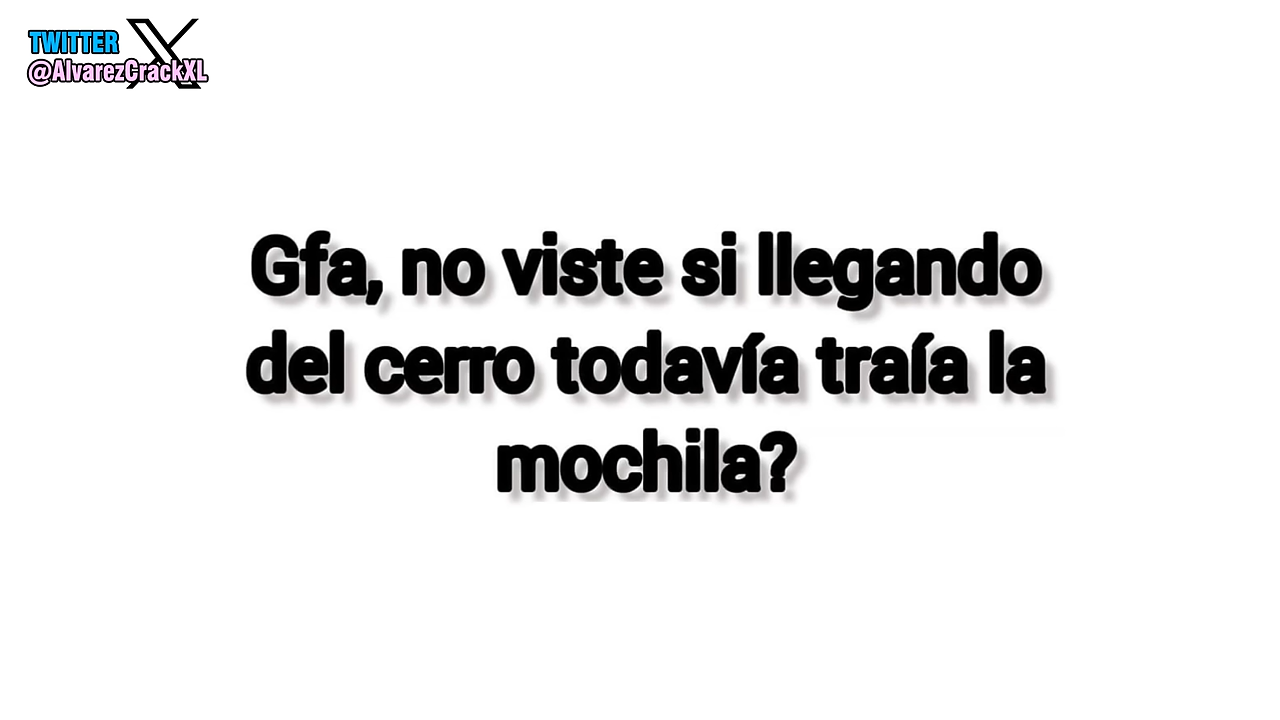 TWITTER X
@AlvarezCrackXL
Gfa, no viste si llegando
del cerro todavía traía la
mochila?